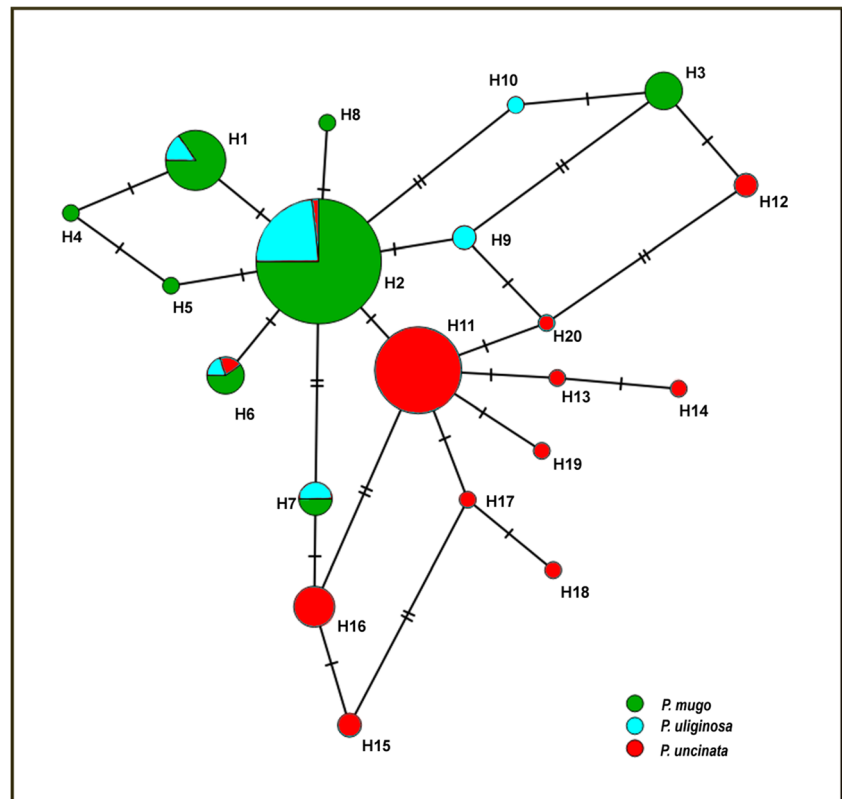 H10
H3
H8
H1
H12
H4
H9
H2
H5
H11
H20
H13
H14
H6
H19
H7
H17
H18
H16
H15
P. mugo
P. uliginosa
P. uncinata